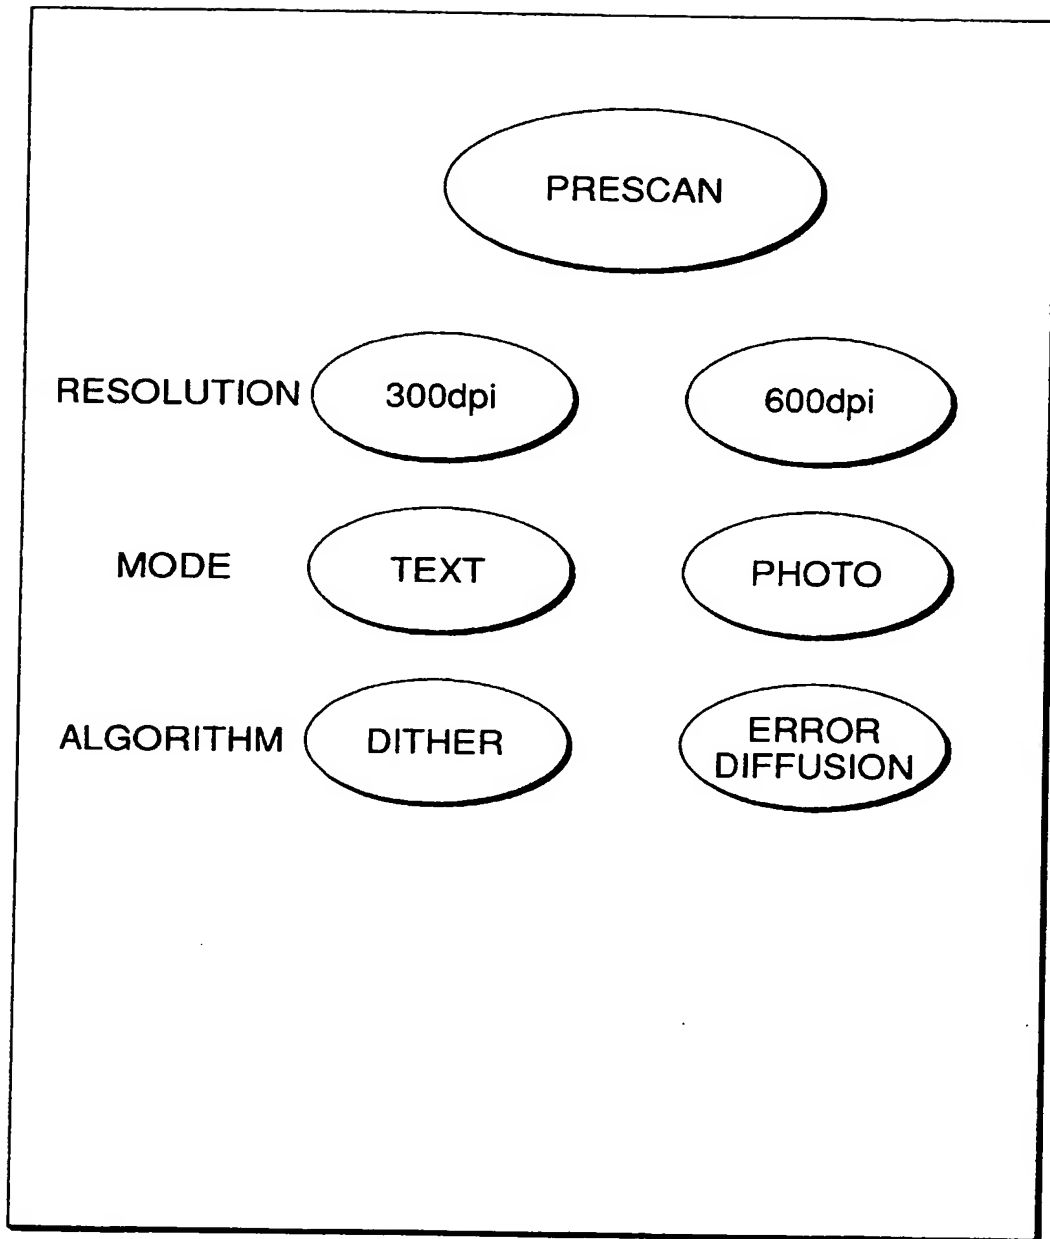 PRESCAN
RESOLUTION 300dpi 600dpi
MODE TEXT PHOTO
ALGORITHM DITHER ERROR
DIFFUSION